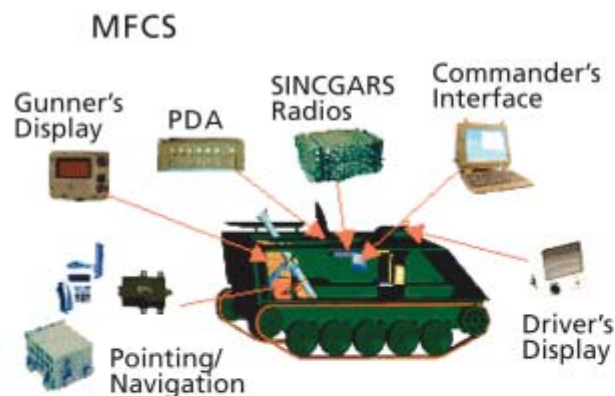 MFCS
Gunner's
Display
PDA
SINCGARS
Radios
Commander's
Interface
Pointing/
Navigation
Driver's
Display